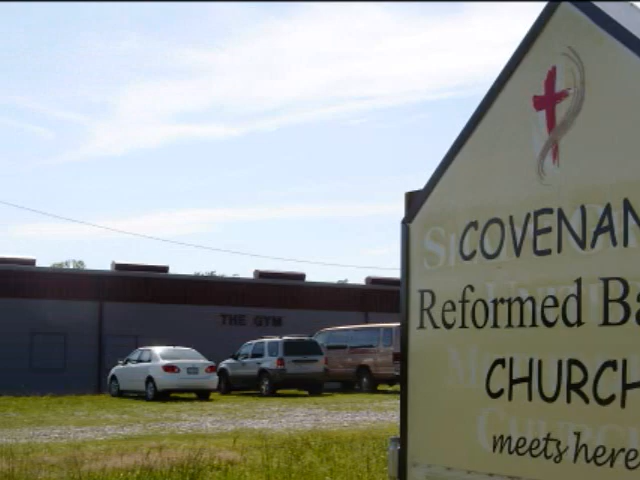 THE GYM
COVENAN
Reformed Ba
CHURCH
meets here